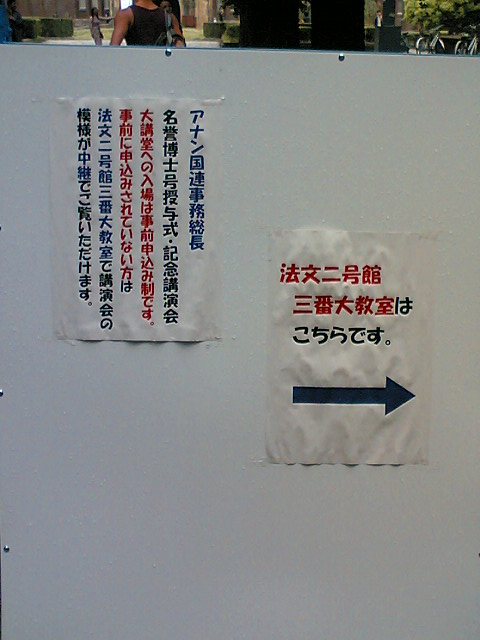 アナン国連事務総長
名誉博士号授与式・記念講演会
大講堂への入場は事前申込み制です。
事前に申込みされていない方は
法文二号館三番大教室で講演会の
模様が中継でご覧いただけます。
法文二号館
三番大教室は
こちらです。